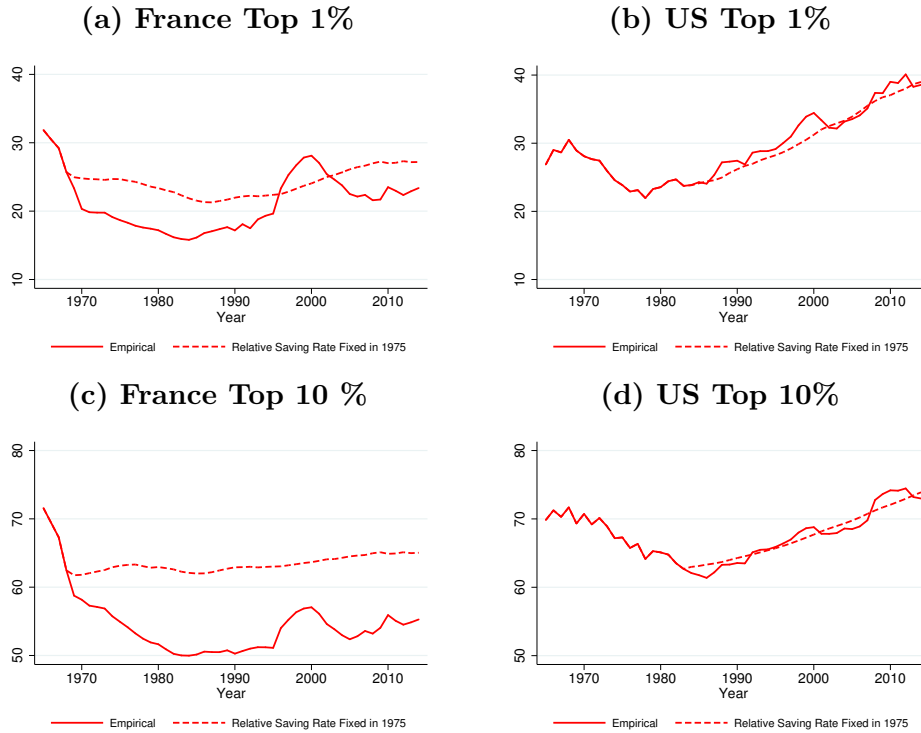 (a) France Top 1%
(b) US Top 1%
40
30
20
10
1970 1980 1990 2000 2010
Year
Empirical Relative Saving Rate Fixed in 1975
40
30
20
10
1970 1980 1990 2000 2010
Year
Empirical Relative Saving Rate Fixed in 1975
(c) France Top 10 %
(d) US Top 10%
80
70
60
50
1970 1980 1990 2000 2010
Year
Empirical Relative Saving Rate Fixed in 1975
80
70
60
50
1970 1980 1990 2000 2010
Year
Empirical Relative Saving Rate Fixed in 1975